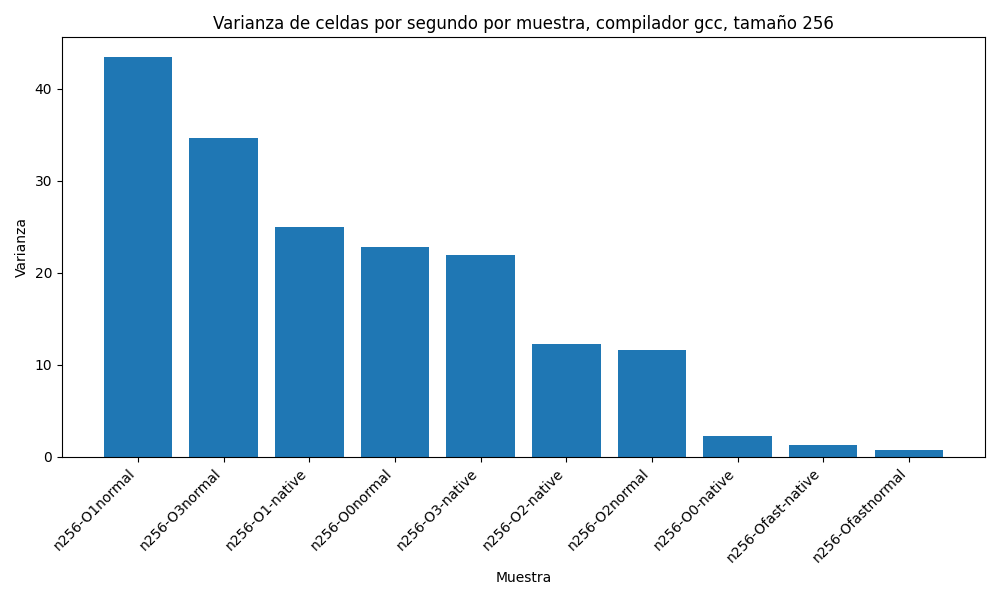 Varianza de celdas por segundo por muestra, compilador gcc, tamaño 256
Varianza
40
30
20
10
0
n256-O1normal
n256-O3normal
n256-O1-native
n256-O0normal
n256-O3-native
n256-O2-native
n256-O2normal
n256-O0-native
n256-Ofast-native
n256-Ofastnormal
Muestra